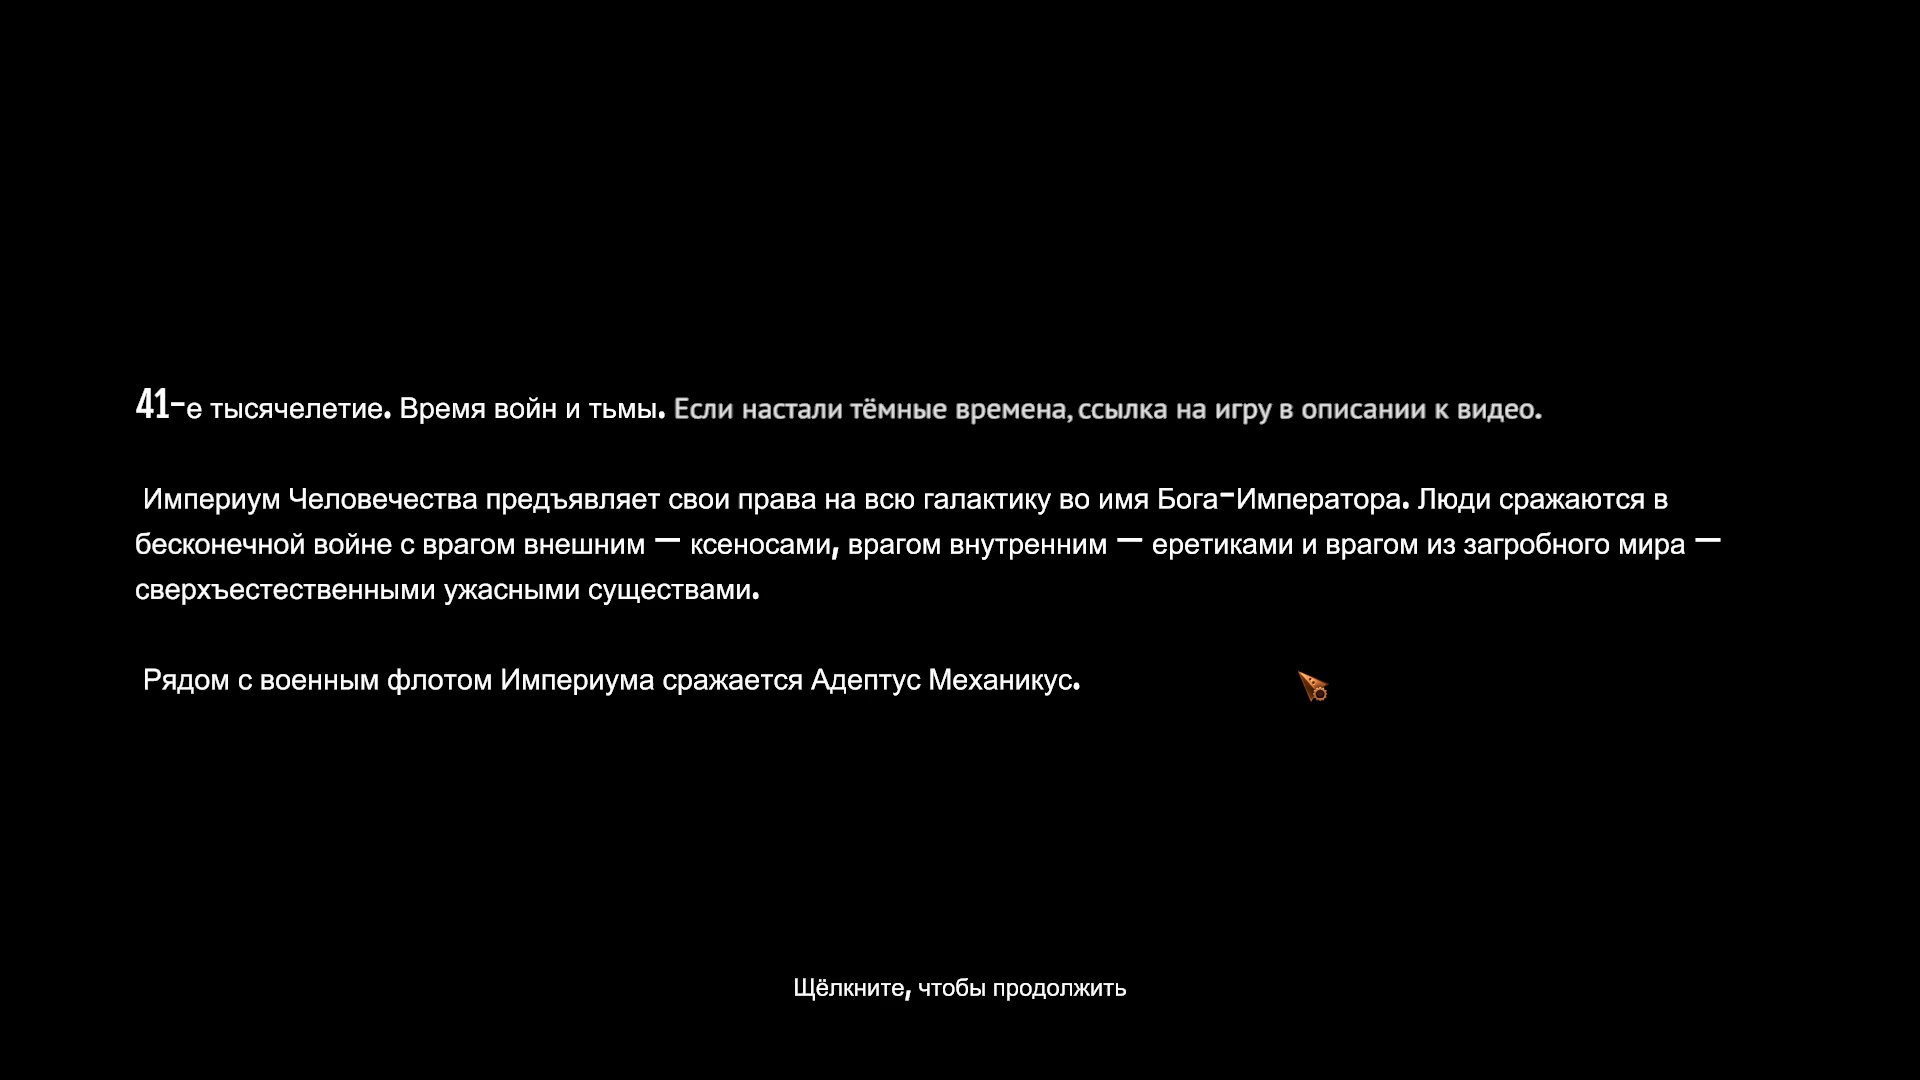 41-е тысячелетие. Время войн и тьмы. Если настали тёмные времена, ссылка на игру в описании к видео.
Империум Человечества предъявляет свои права на всю галактику во имя Бога-Императора. Люди сражаются в
бесконечной войне с врагом внешним — ксеносами, врагом внутренним — еретиками и врагом из загробного мира —
сверхъестественными ужасными существами.
Рядом с военным флотом Империума сражается Адептус Механикус.
Щёлкните, чтобы продолжить